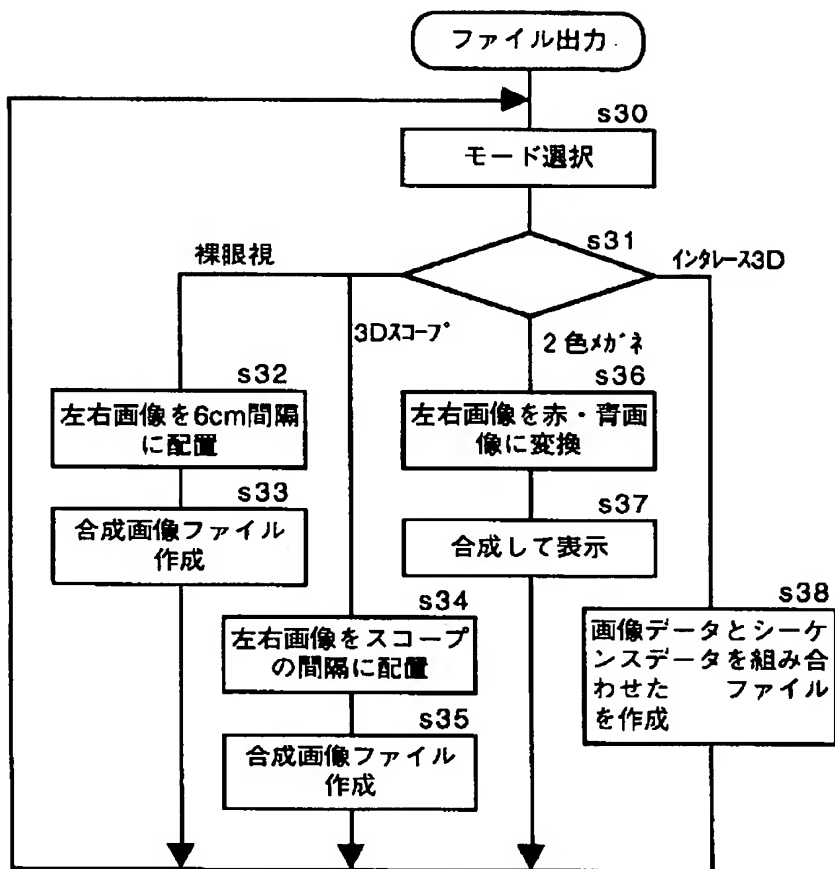 ファイル出力
s30
モード選択
s31
裸眼視
3Dスコープ
2色メガネ
インタレース3D
s32
左右画像を6cm間隔
に配置
s33
合成画像ファイル
作成
s36
左右画像を赤・青画
像に変換
s37
合成して表示
s34
左右画像をスコープ
の間隔に配置
s35
合成画像ファイル
作成
s38
画像データとシーケ
ンスデータを組み合
わせた ファイル
を作成